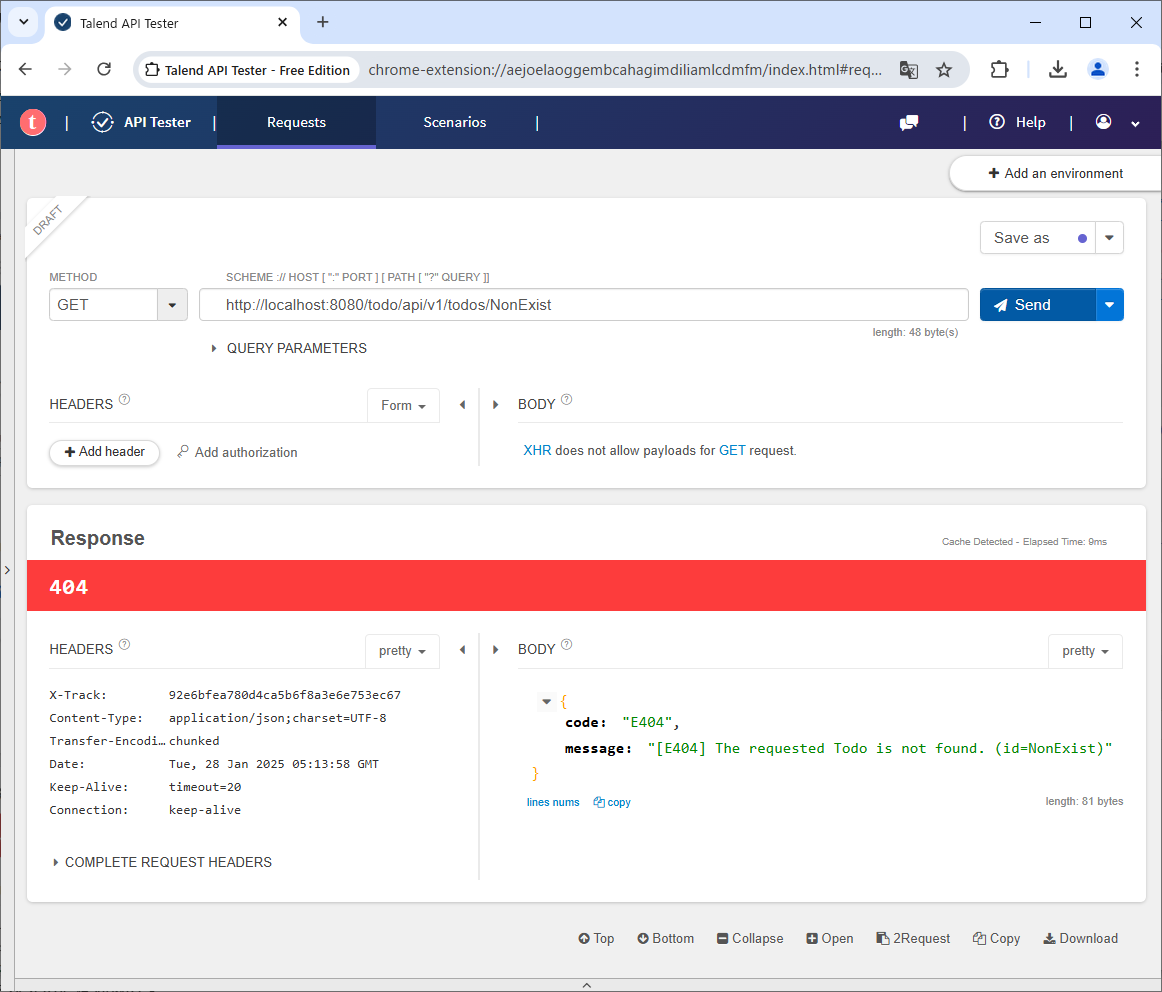 Talend API Tester
Talend API Tester - Free Edition chrome-extension://aejoelaoggembcahagimdiliamlcdmfm/index.html#req...
t | API Tester | Requests Scenarios | | Help |
Add an environment
DRAFT
Save as
METHOD SCHEME :// HOST [ ":" PORT ] [ PATH [ "?" QUERY ]]
GET http://localhost:8080/todo/api/v1/todos/NonExist Send
length: 48 byte(s)
QUERY PARAMETERS
HEADERS ? Form BODY ?
Add header Add authorization XHR does not allow payloads for GET request.
Response
Cache Detected - Elapsed Time: 9ms
404
HEADERS ? pretty BODY ? pretty
X-Track: 92e6bfea780d4ca5b6f8a3e6e753ec67
Content-Type: application/json;charset=UTF-8
Transfer-Encodi... chunked
Date: Tue, 28 Jan 2025 05:13:58 GMT
Keep-Alive: timeout=20
Connection: keep-alive
{
code: "E404",
message: "[E404] The requested Todo is not found. (id=NonExist)"
}
lines nums copy length: 81 bytes
COMPLETE REQUEST HEADERS
Top Bottom Collapse Open 2Request Copy Download